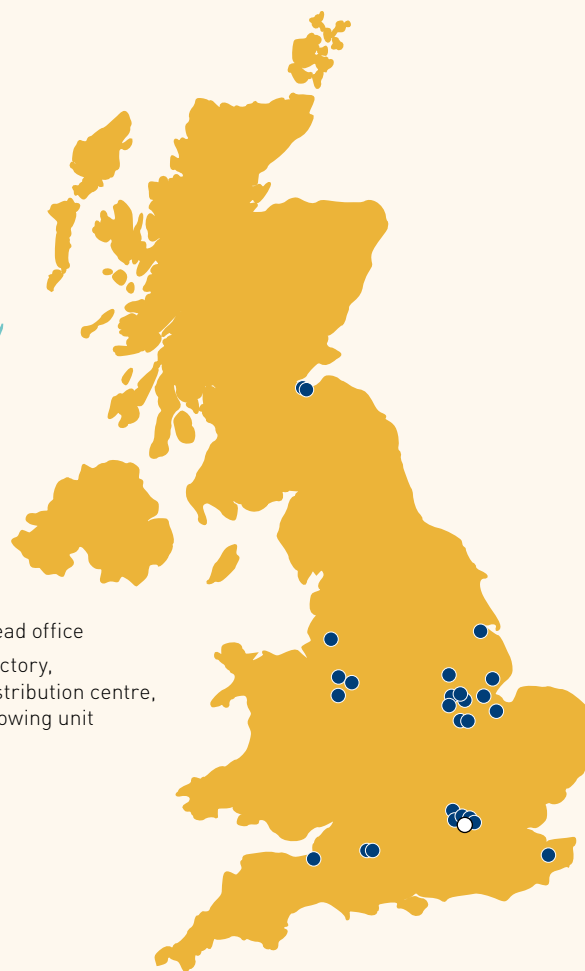 ead office
ctory,
stribution centre,
owing unit